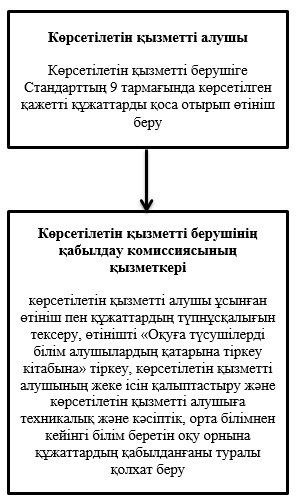 Көрсетілетін қызметті алушы
Көрсетілетін қызметті берушіге
Стандарттың 9 тармағында көрсетілген
қажетті құжаттарды қоса отырып өтініш
беру
Көрсетілетін қызметті берушінің
қабылдау комиссиясының
қызметкері
көрсетілетін қызметті алушы ұсынған
өтініш пен құжаттардың түпнұсқалығын
тексеру, өтінішті «Оқуға түсушілерді
білім алушылардың қатарына тіркеу
кітабына» тіркеу, көрсетілетін қызметті
алушының жеке ісін қалыптастыру және
көрсетілетін қызметті алушыға
техникалық және кәсіптік, орта білімнен
кейінгі білім беретін оқу орнына
құжаттардың қабылданғаны туралы
қолхат беру